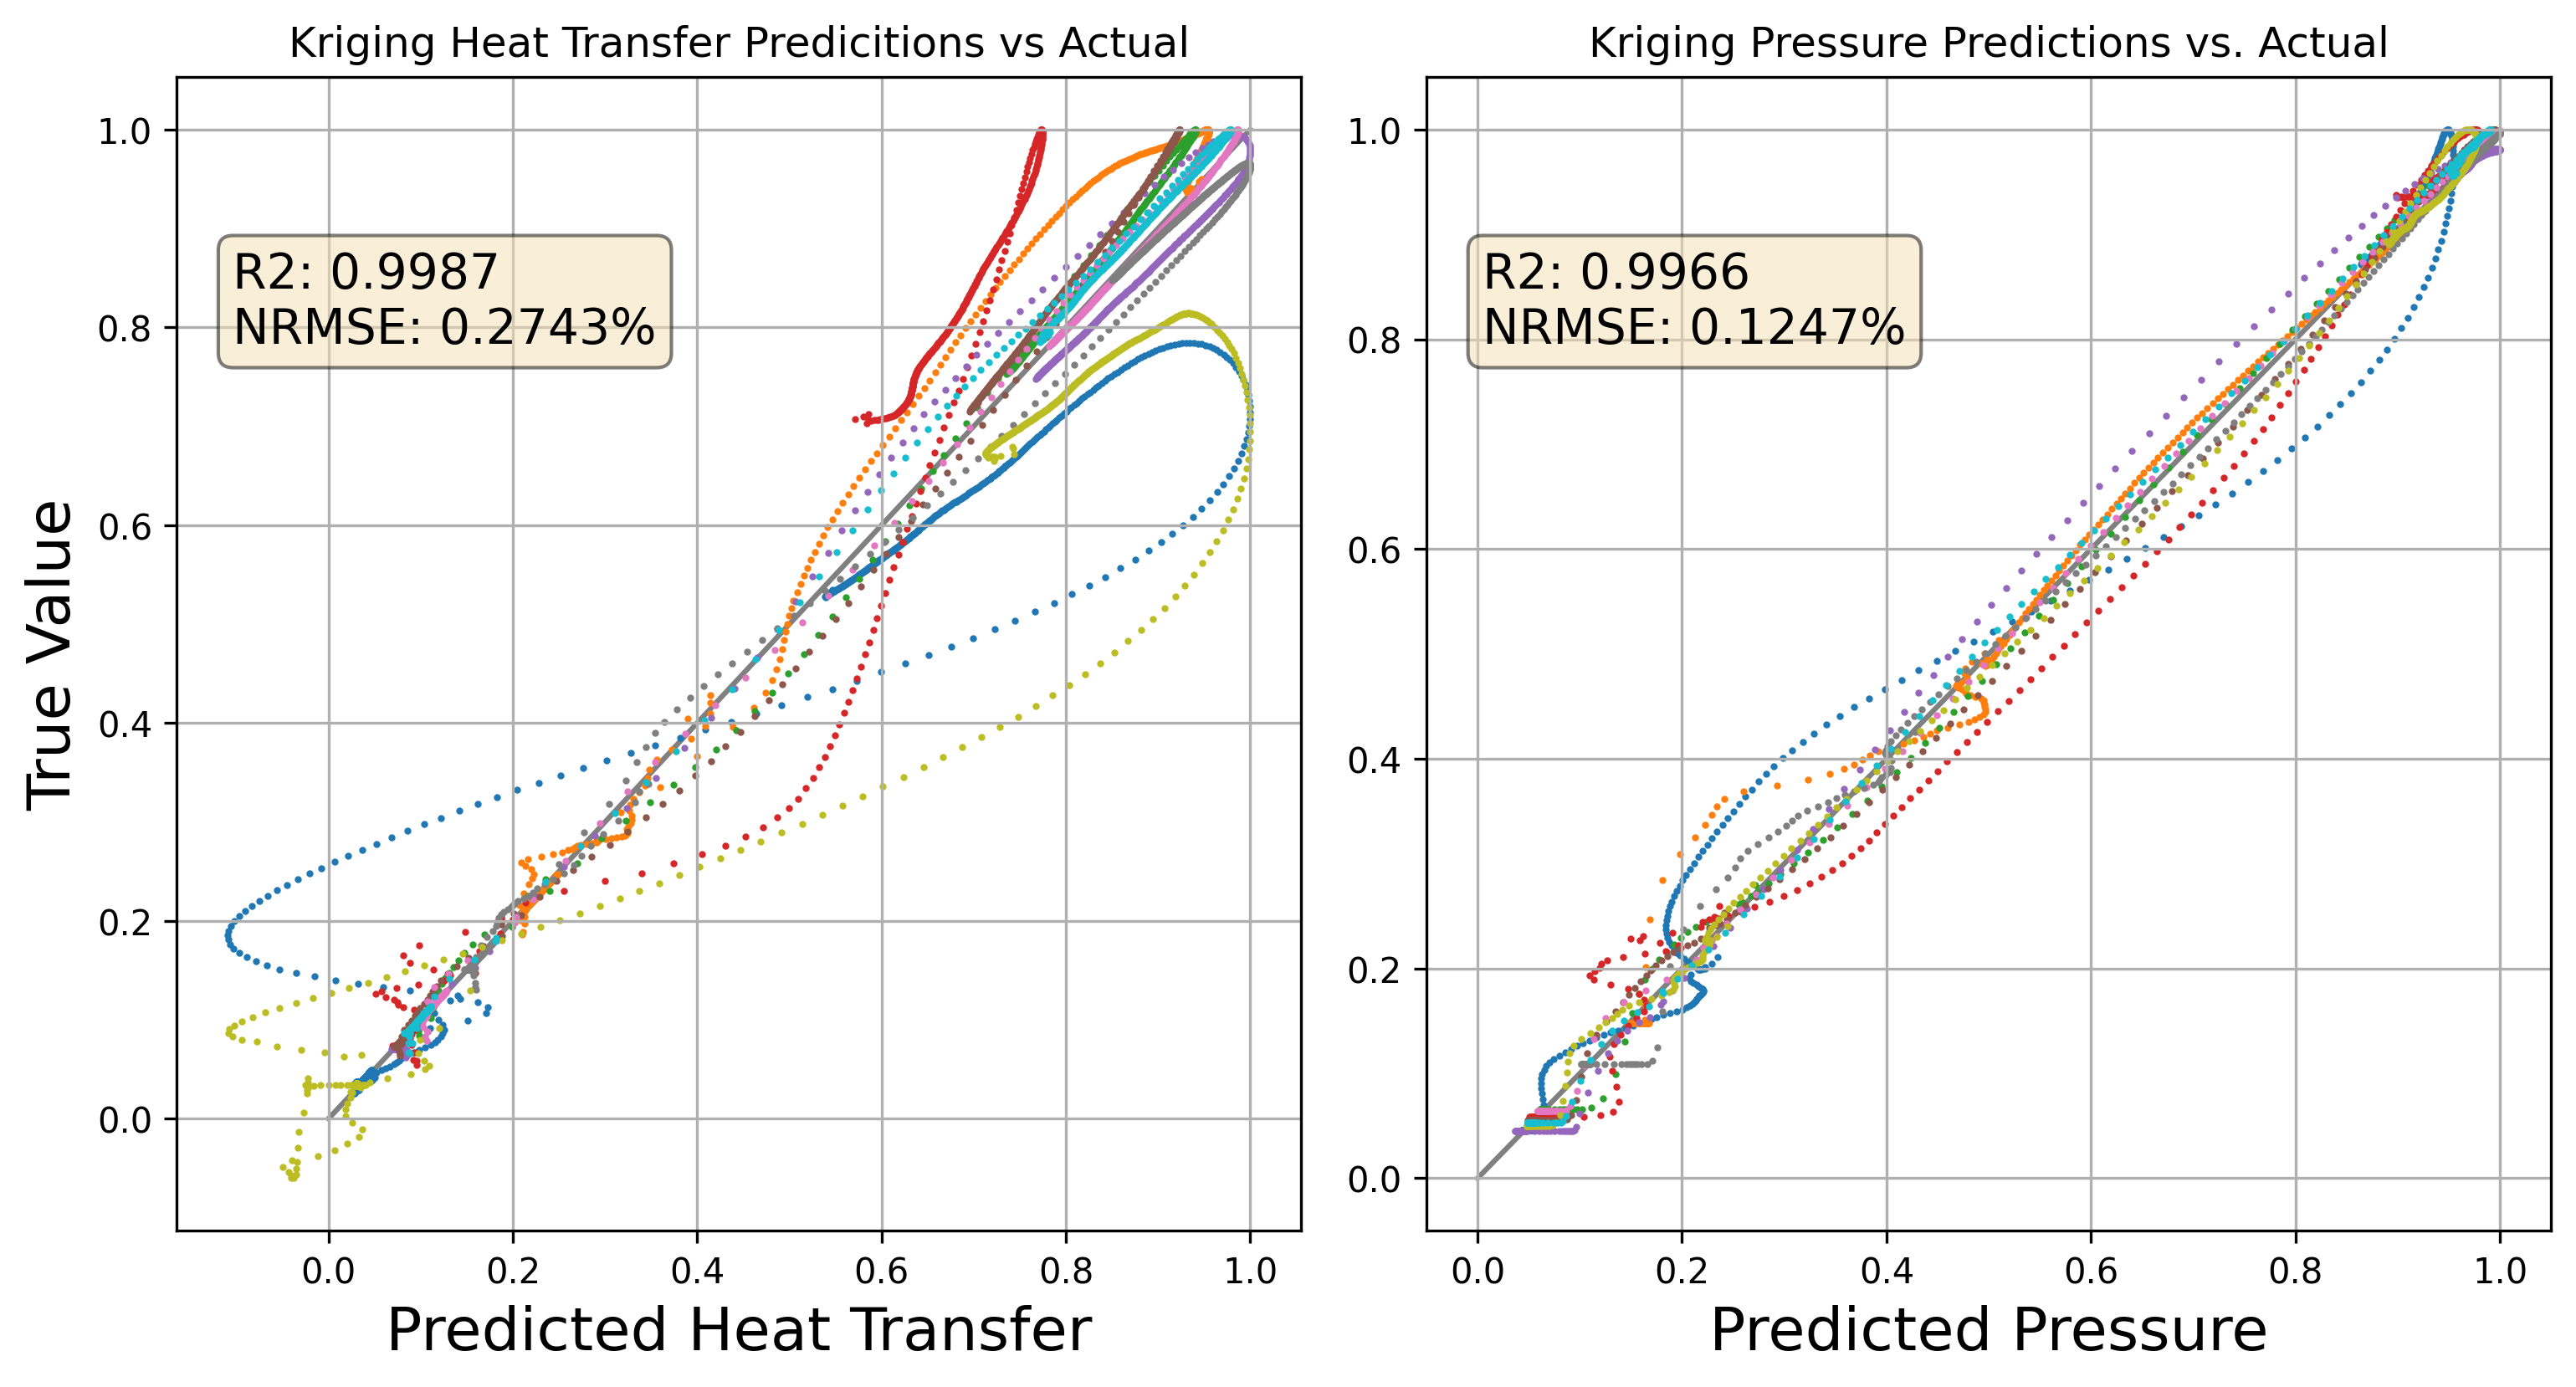 Kriging Heat Transfer Predicitions vs Actual
R2: 0.9987
NRMSE: 0.2743%
True Value
1.0
0.8
0.6
0.4
0.2
0.0
0.0 0.2 0.4 0.6 0.8 1.0
Predicted Heat Transfer
Kriging Pressure Predictions vs. Actual
R2: 0.9966
NRMSE: 0.1247%
1.0
0.8
0.6
0.4
0.2
0.0
0.0 0.2 0.4 0.6 0.8 1.0
Predicted Pressure